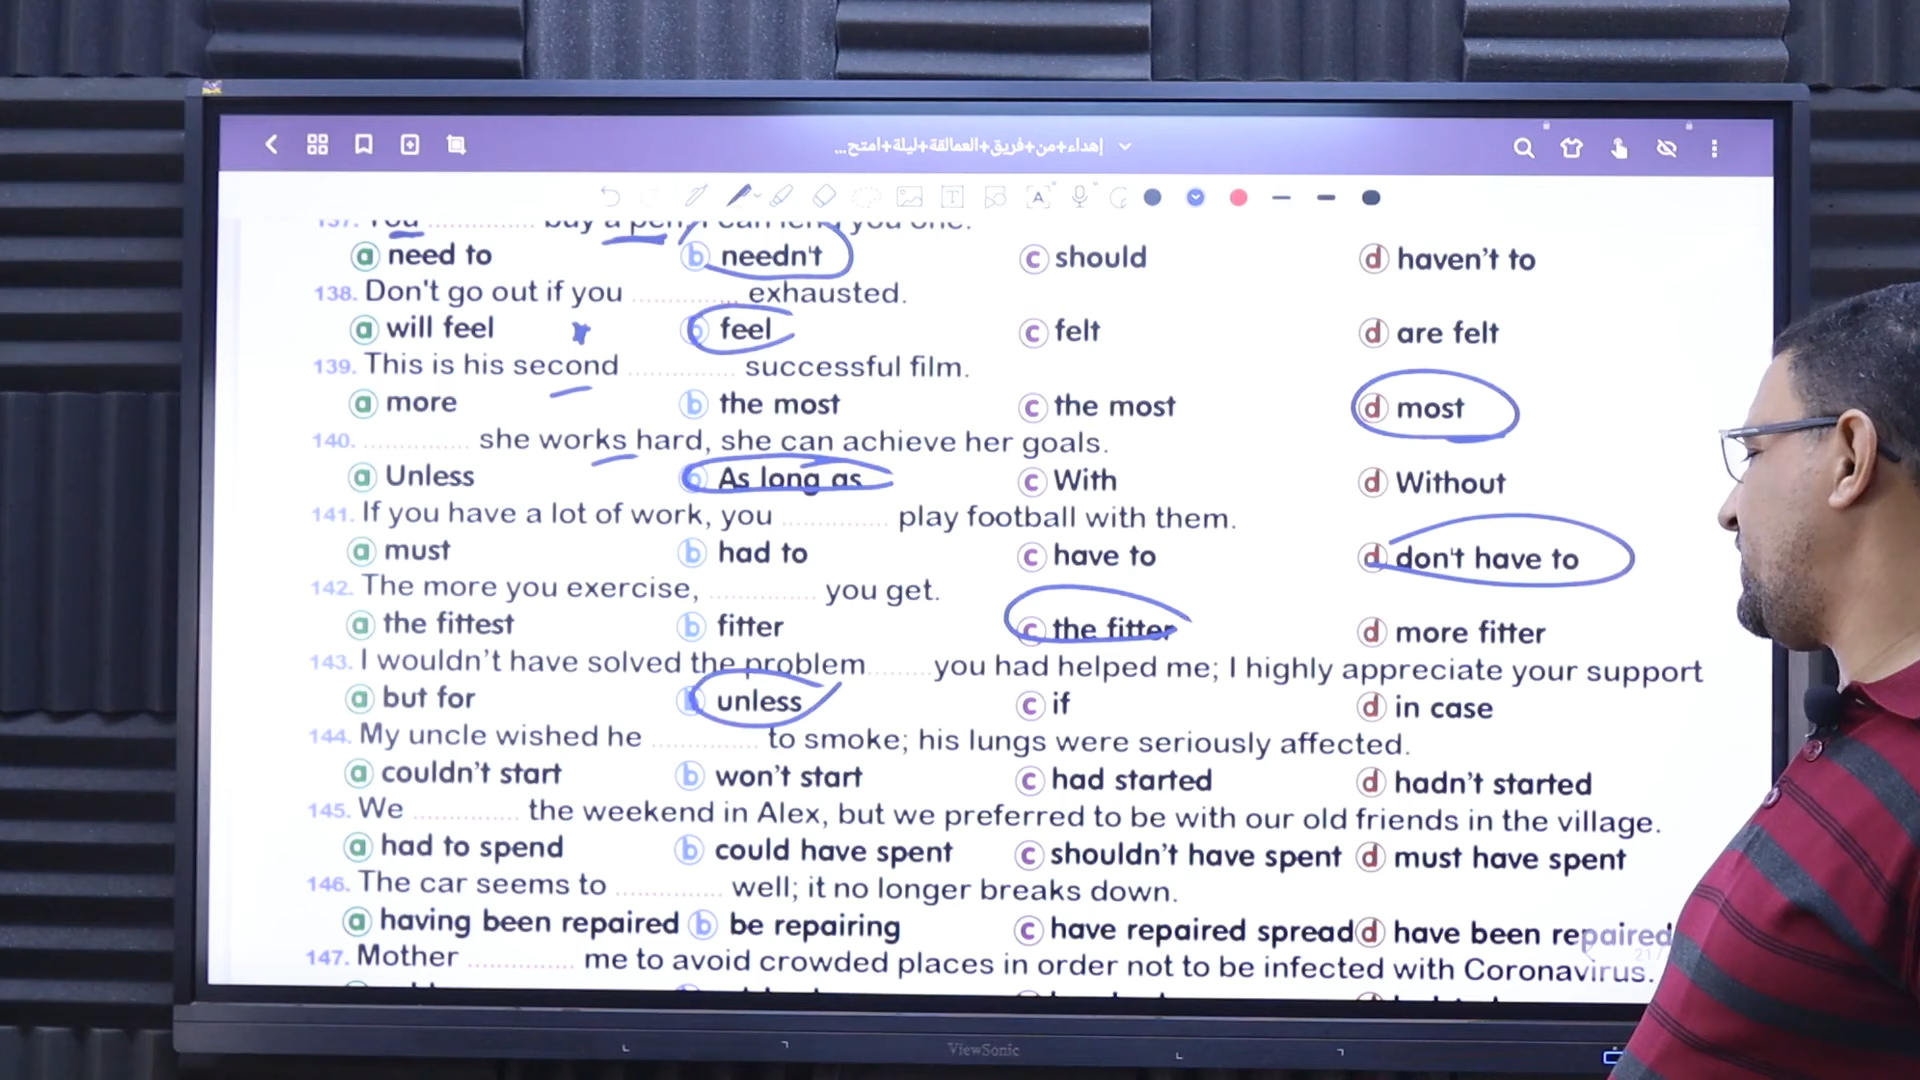 إهداء+من+فريق+العمالقة+ليلة+امتح...
137. You ............ buy a pen, I can lend you one.
a need to b needn't c should d haven't to
138. Don't go out if you ............ exhausted.
a will feel b feel c felt d are felt
139. This is his second ............ successful film.
a more b the most c the most d most
140. ............ she works hard, she can achieve her goals.
a Unless b As long as c With d Without
141. If you have a lot of work, you ............ play football with them.
a must b had to c have to d don't have to
142. The more you exercise, ............ you get.
a the fittest b fitter c the fitter d more fitter
143. I wouldn't have solved the problem ........ you had helped me; I highly appreciate your support
a but for b unless c if d in case
144. My uncle wished he ............ to smoke; his lungs were seriously affected.
a couldn't start b won't start c had started d hadn't started
145. We ............ the weekend in Alex, but we preferred to be with our old friends in the village.
a had to spend b could have spent c shouldn't have spent d must have spent
146. The car seems to ............ well; it no longer breaks down.
a having been repaired b be repairing c have repaired spread d have been repaired
147. Mother ............ me to avoid crowded places in order not to be infected with Coronavirus.
ViewSonic